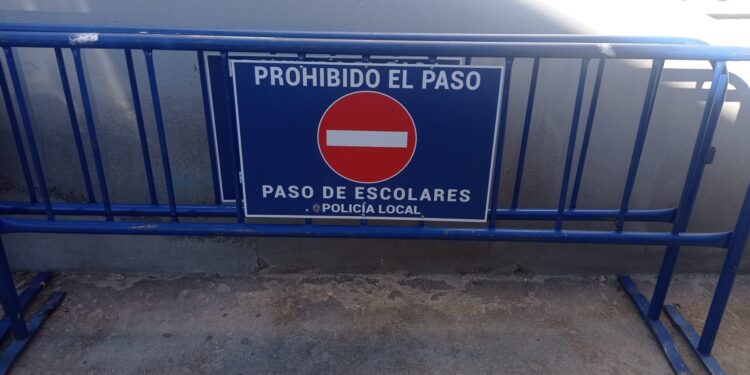 PROHIBIDO EL PASO
PASO DE ESCOLARES
POLICÍA LOCAL